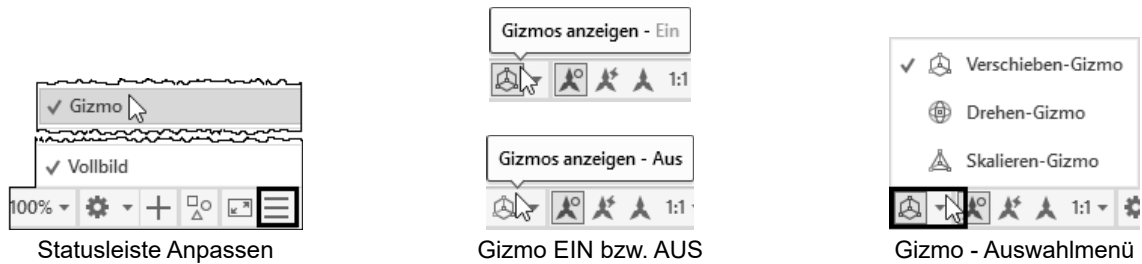 ✓ Gizmo
✓ Vollbild
100%
Statusleiste Anpassen
Gizmos anzeigen - Ein
1:1
Gizmos anzeigen - Aus
1:1
Gizmo EIN bzw. AUS
✓ Verschieben-Gizmo
Drehen-Gizmo
Skalieren-Gizmo
1:1
Gizmo - Auswahlmenü